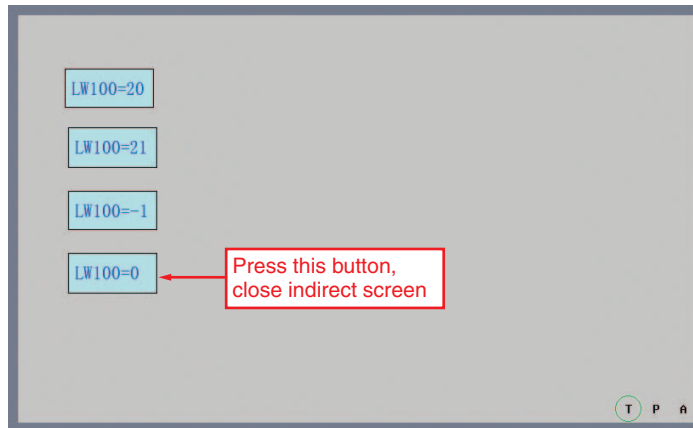 LW100=20
LW100=21
LW100=-1
LW100=0
Press this button,
close indirect screen
T P A